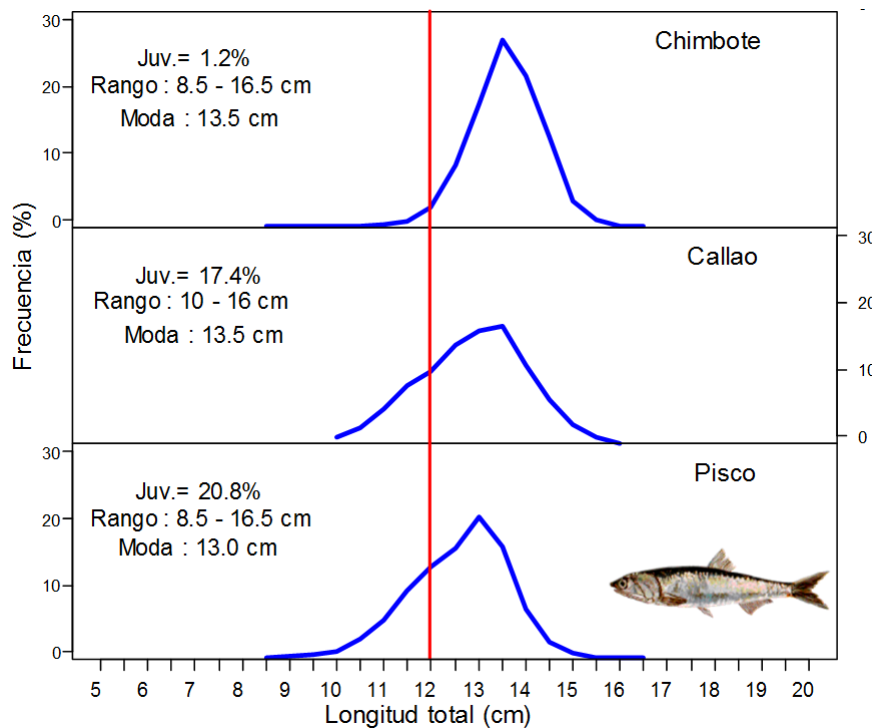 Chimbote
Juv.= 1.2%
Rango : 8.5 - 16.5 cm
Moda : 13.5 cm
30
20
10
0
Callao
Juv.= 17.4%
Rango : 10 - 16 cm
Moda : 13.5 cm
30
20
10
0
Pisco
Juv.= 20.8%
Rango : 8.5 - 16.5 cm
Moda : 13.0 cm
30
20
10
0
Frecuencia (%)
5 6 7 8 9 10 11 12 13 14 15 16 17 18 19 20
Longitud total (cm)